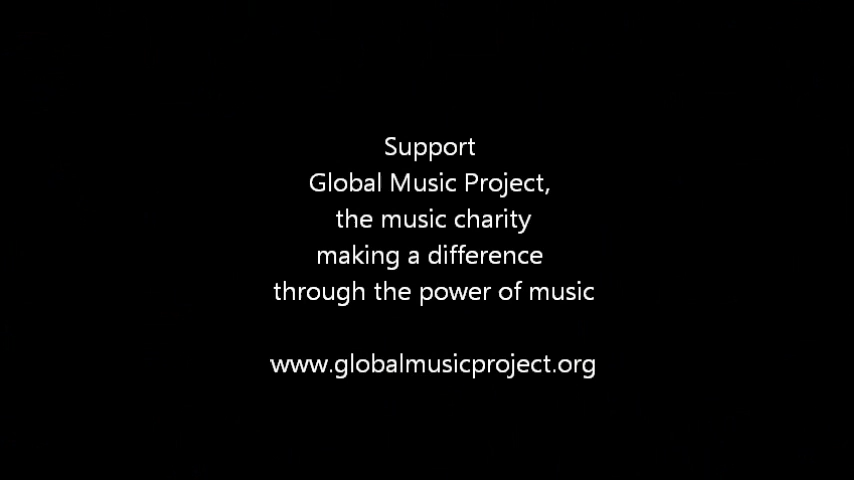 Support
Global Music Project,
the music charity
making a difference
through the power of music
www.globalmusicproject.org